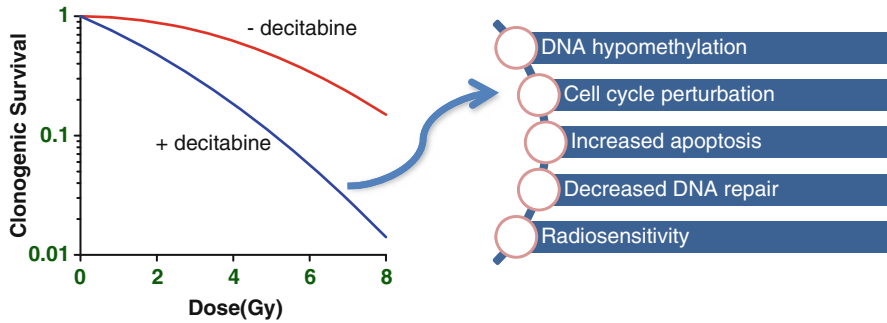 Clonogenic Survival
1
0.1
0.01
- decitabine
+ decitabine
0 2 4 6 8
Dose(Gy)
DNA hypomethylation
Cell cycle perturbation
Increased apoptosis
Decreased DNA repair
Radiosensitivity